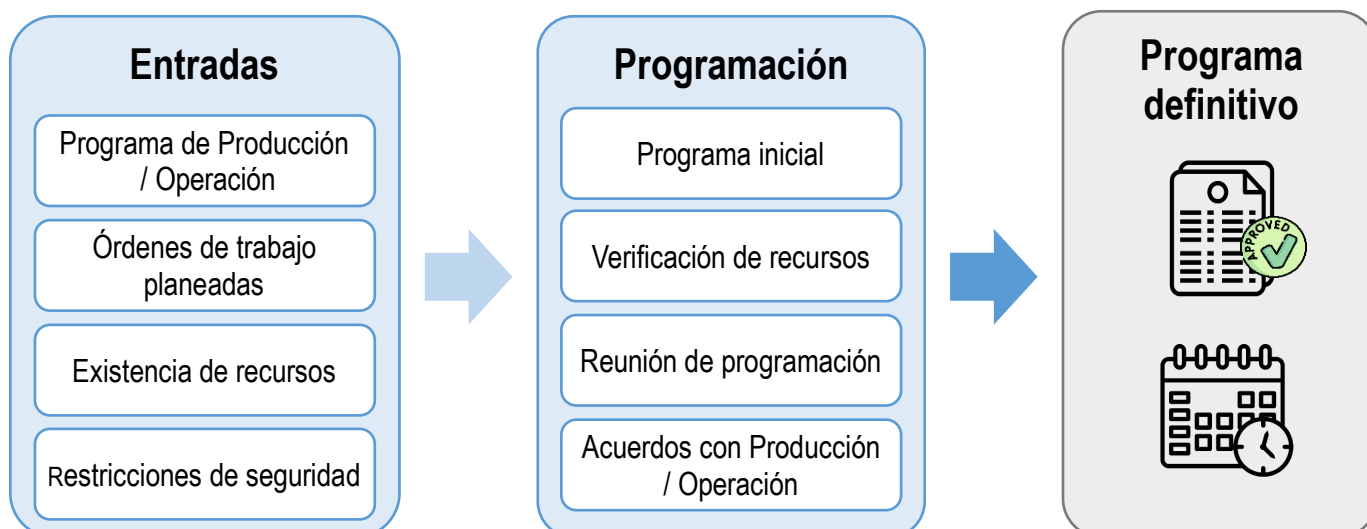 Entradas
Programa de Producción
/ Operación
Órdenes de trabajo
planeadas
Existencia de recursos
Restricciones de seguridad
Programación
Programa inicial
Verificación de recursos
Reunión de programación
Acuerdos con Producción
/ Operación
Programa
definitivo
APPROVED